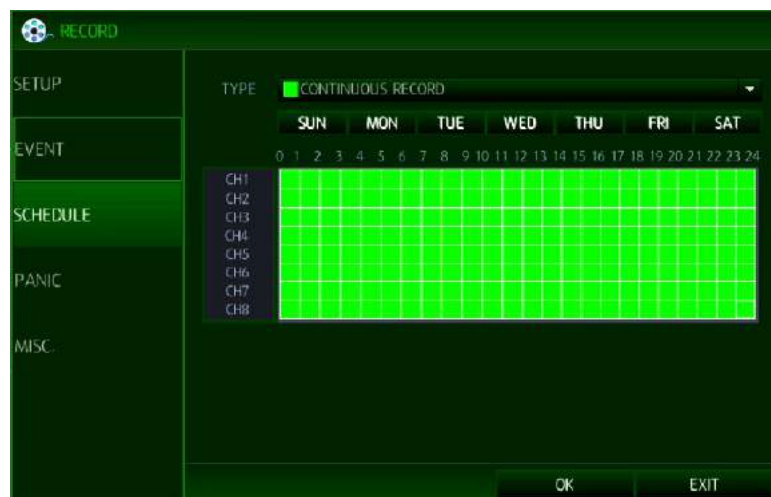 RECORD
SETUP
EVENT
SCHEDULE
PANIC
MISC.
TYPE CONTINUOUS RECORD
SUN MON TUE WED THU FRI SAT
0 1 2 3 4 5 6 7 8 9 10 11 12 13 14 15 16 17 18 19 20 21 22 23 24
CH1
CH2
CH3
CH4
CH5
CH6
CH7
CH8
OK EXIT